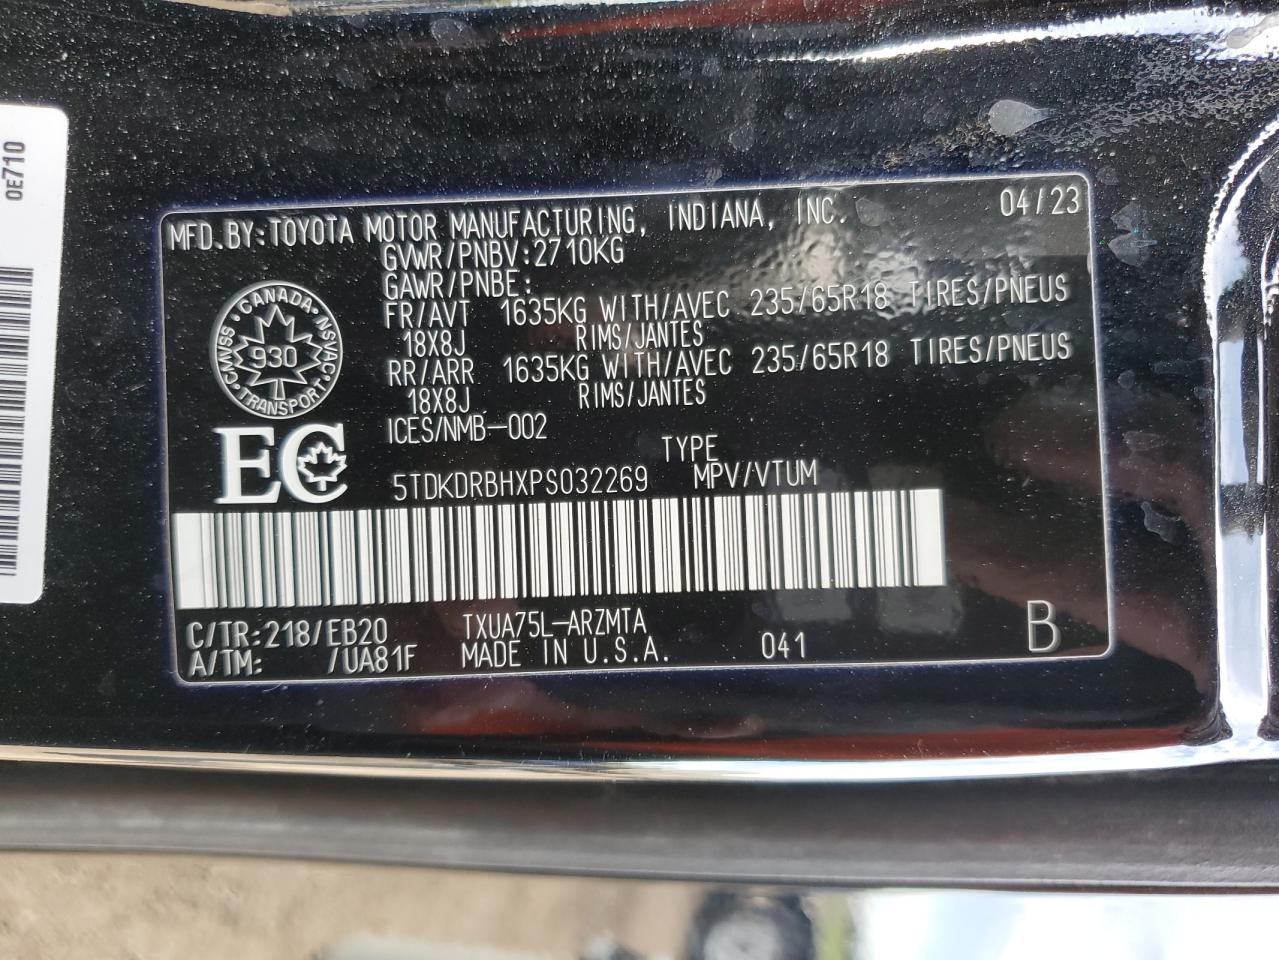 0E710
MFD.BY:TOYOTA MOTOR MANUFACTURING, INDIANA, INC. 04/23
GVWR/PNBV:2710KG
GAWR/PNBE:
FR/AVT 1635KG WITH/AVEC 235/65R18 TIRES/PNEUS
18X8J RIMS/JANTES
RR/ARR 1635KG WITH/AVEC 235/65R18 TIRES/PNEUS
18X8J RIMS/JANTES
ICES/NMB-002
CANADA
930
TRANSPORT
EC
TYPE
5TDKDRBHXPS032269 MPV/VTUM
C/TR:218/EB20 TXUA75L-ARZMTA
A/TM: /UA81F MADE IN U.S.A. 041 B